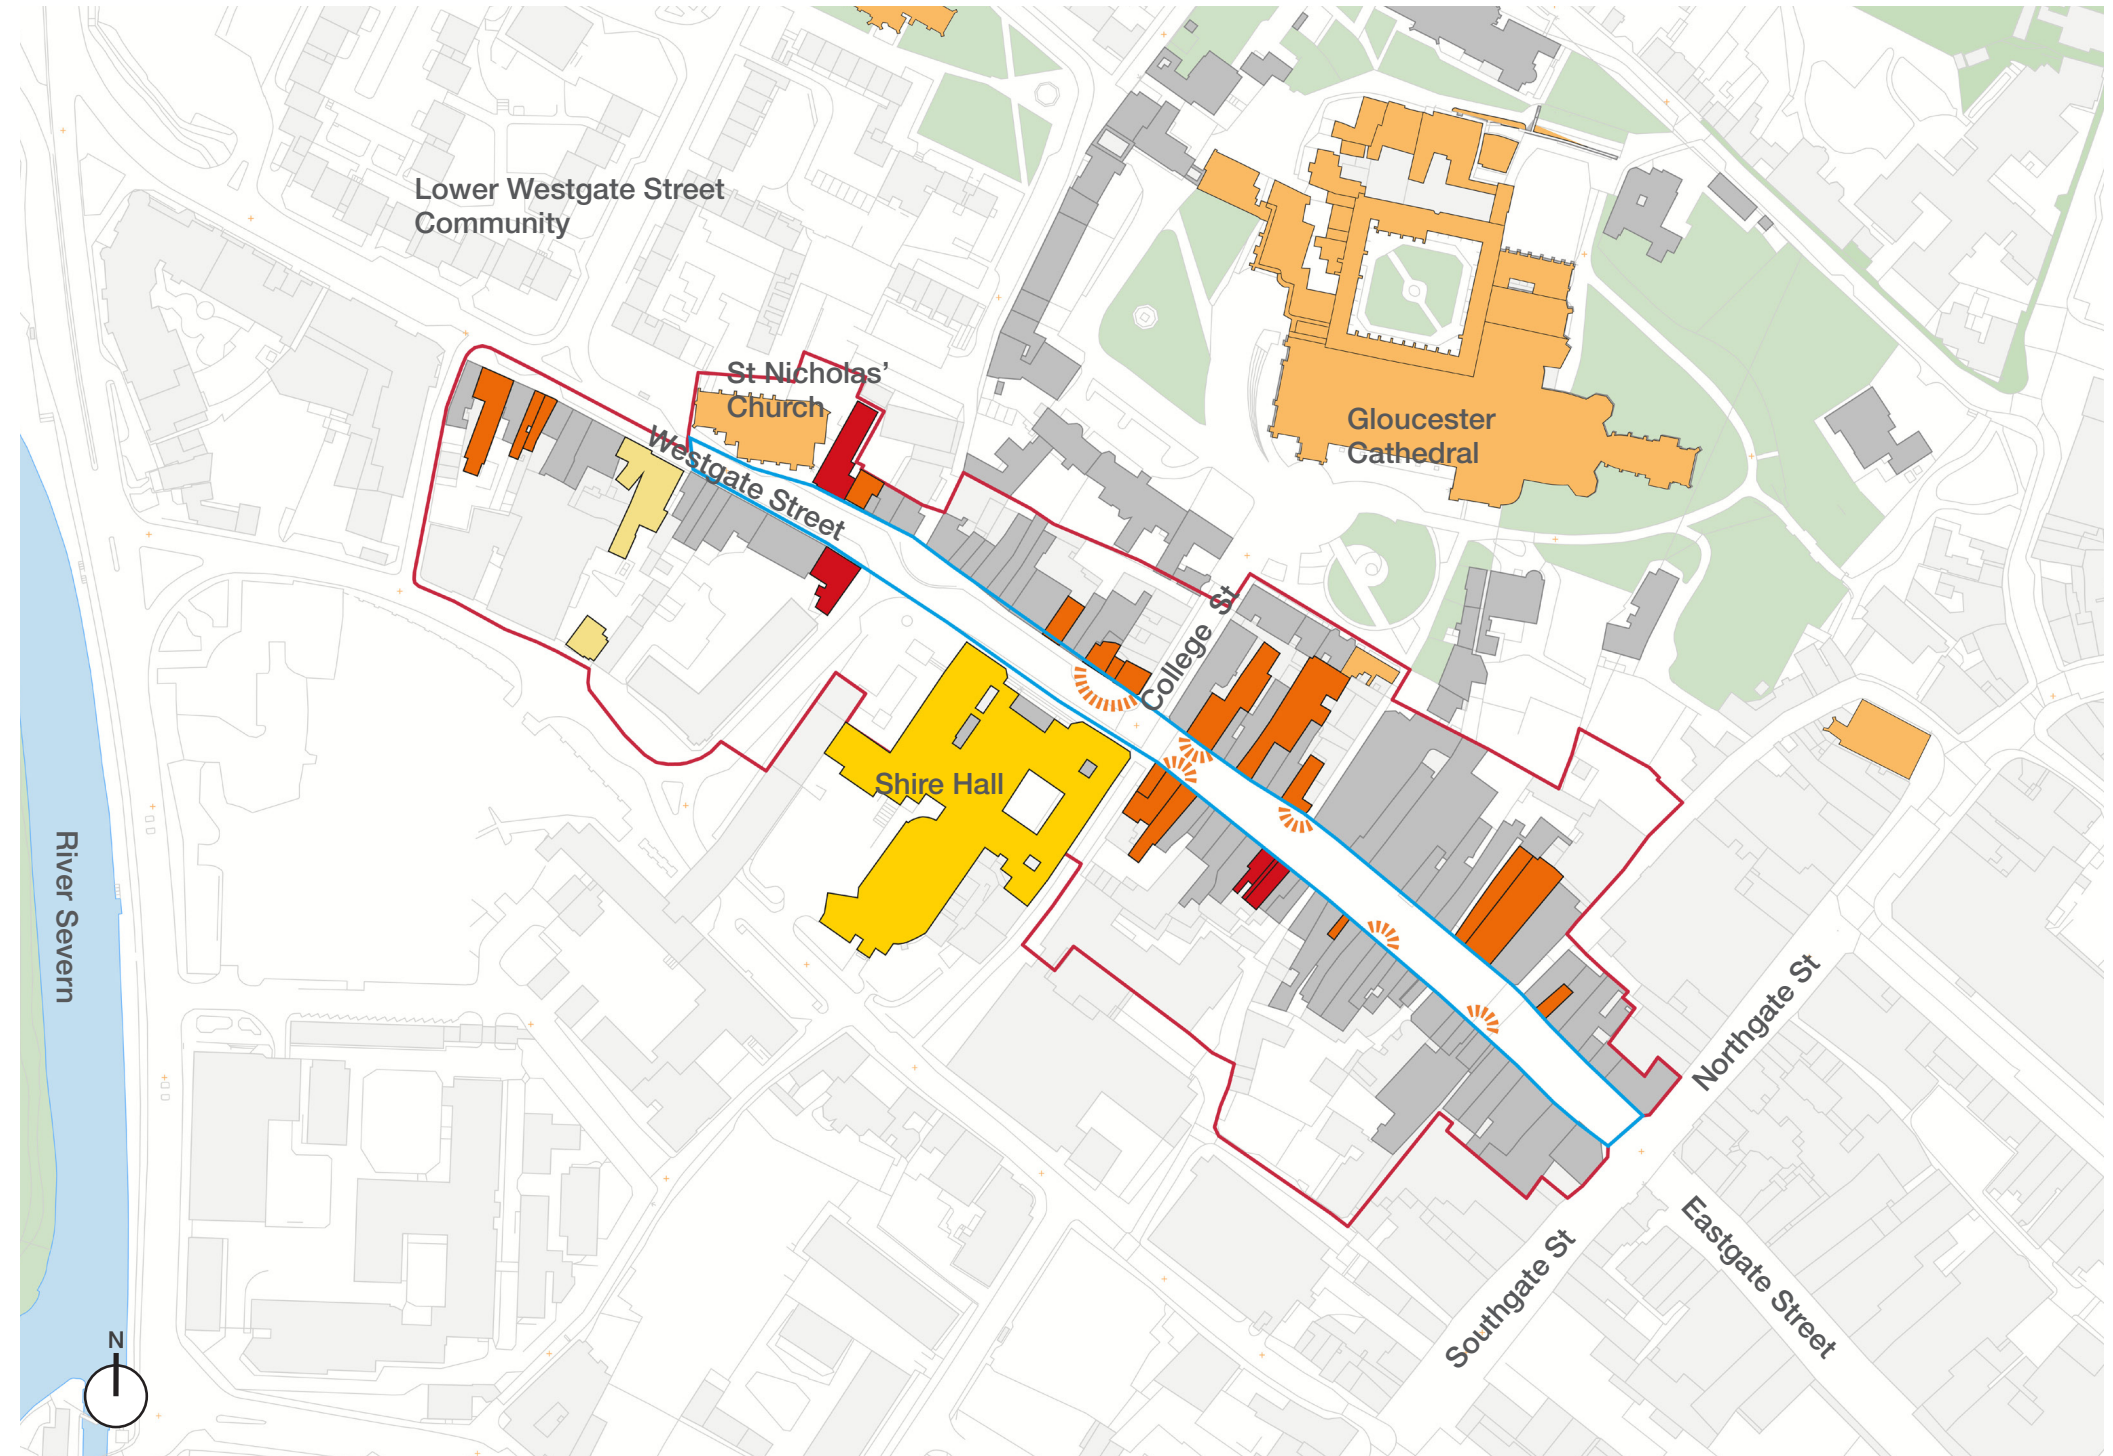 Lower Westgate Street
Community
St Nicholas’
Church
Westgate Street
Gloucester
Cathedral
College St
Shire Hall
River Severn
Northgate St
Eastgate Street
Southgate St
N